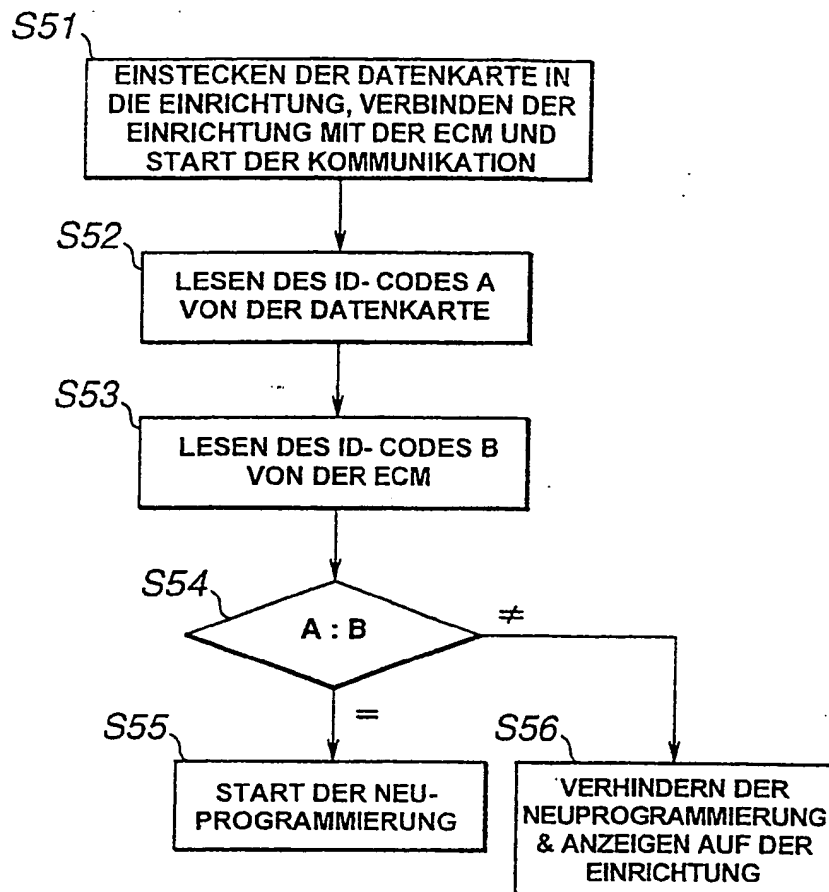 S51
EINSTECKEN DER DATENKARTE IN
DIE EINRICHTUNG, VERBINDEN DER
EINRICHTUNG MIT DER ECM UND
START DER KOMMUNIKATION
S52
LESEN DES ID- CODES A
VON DER DATENKARTE
S53
LESEN DES ID- CODES B
VON DER ECM
S54
A : B
≠
=
S55
START DER NEU-
PROGRAMMIERUNG
S56
VERHINDERN DER
NEUPROGRAMMIERUNG
& ANZEIGEN AUF DER
EINRICHTUNG